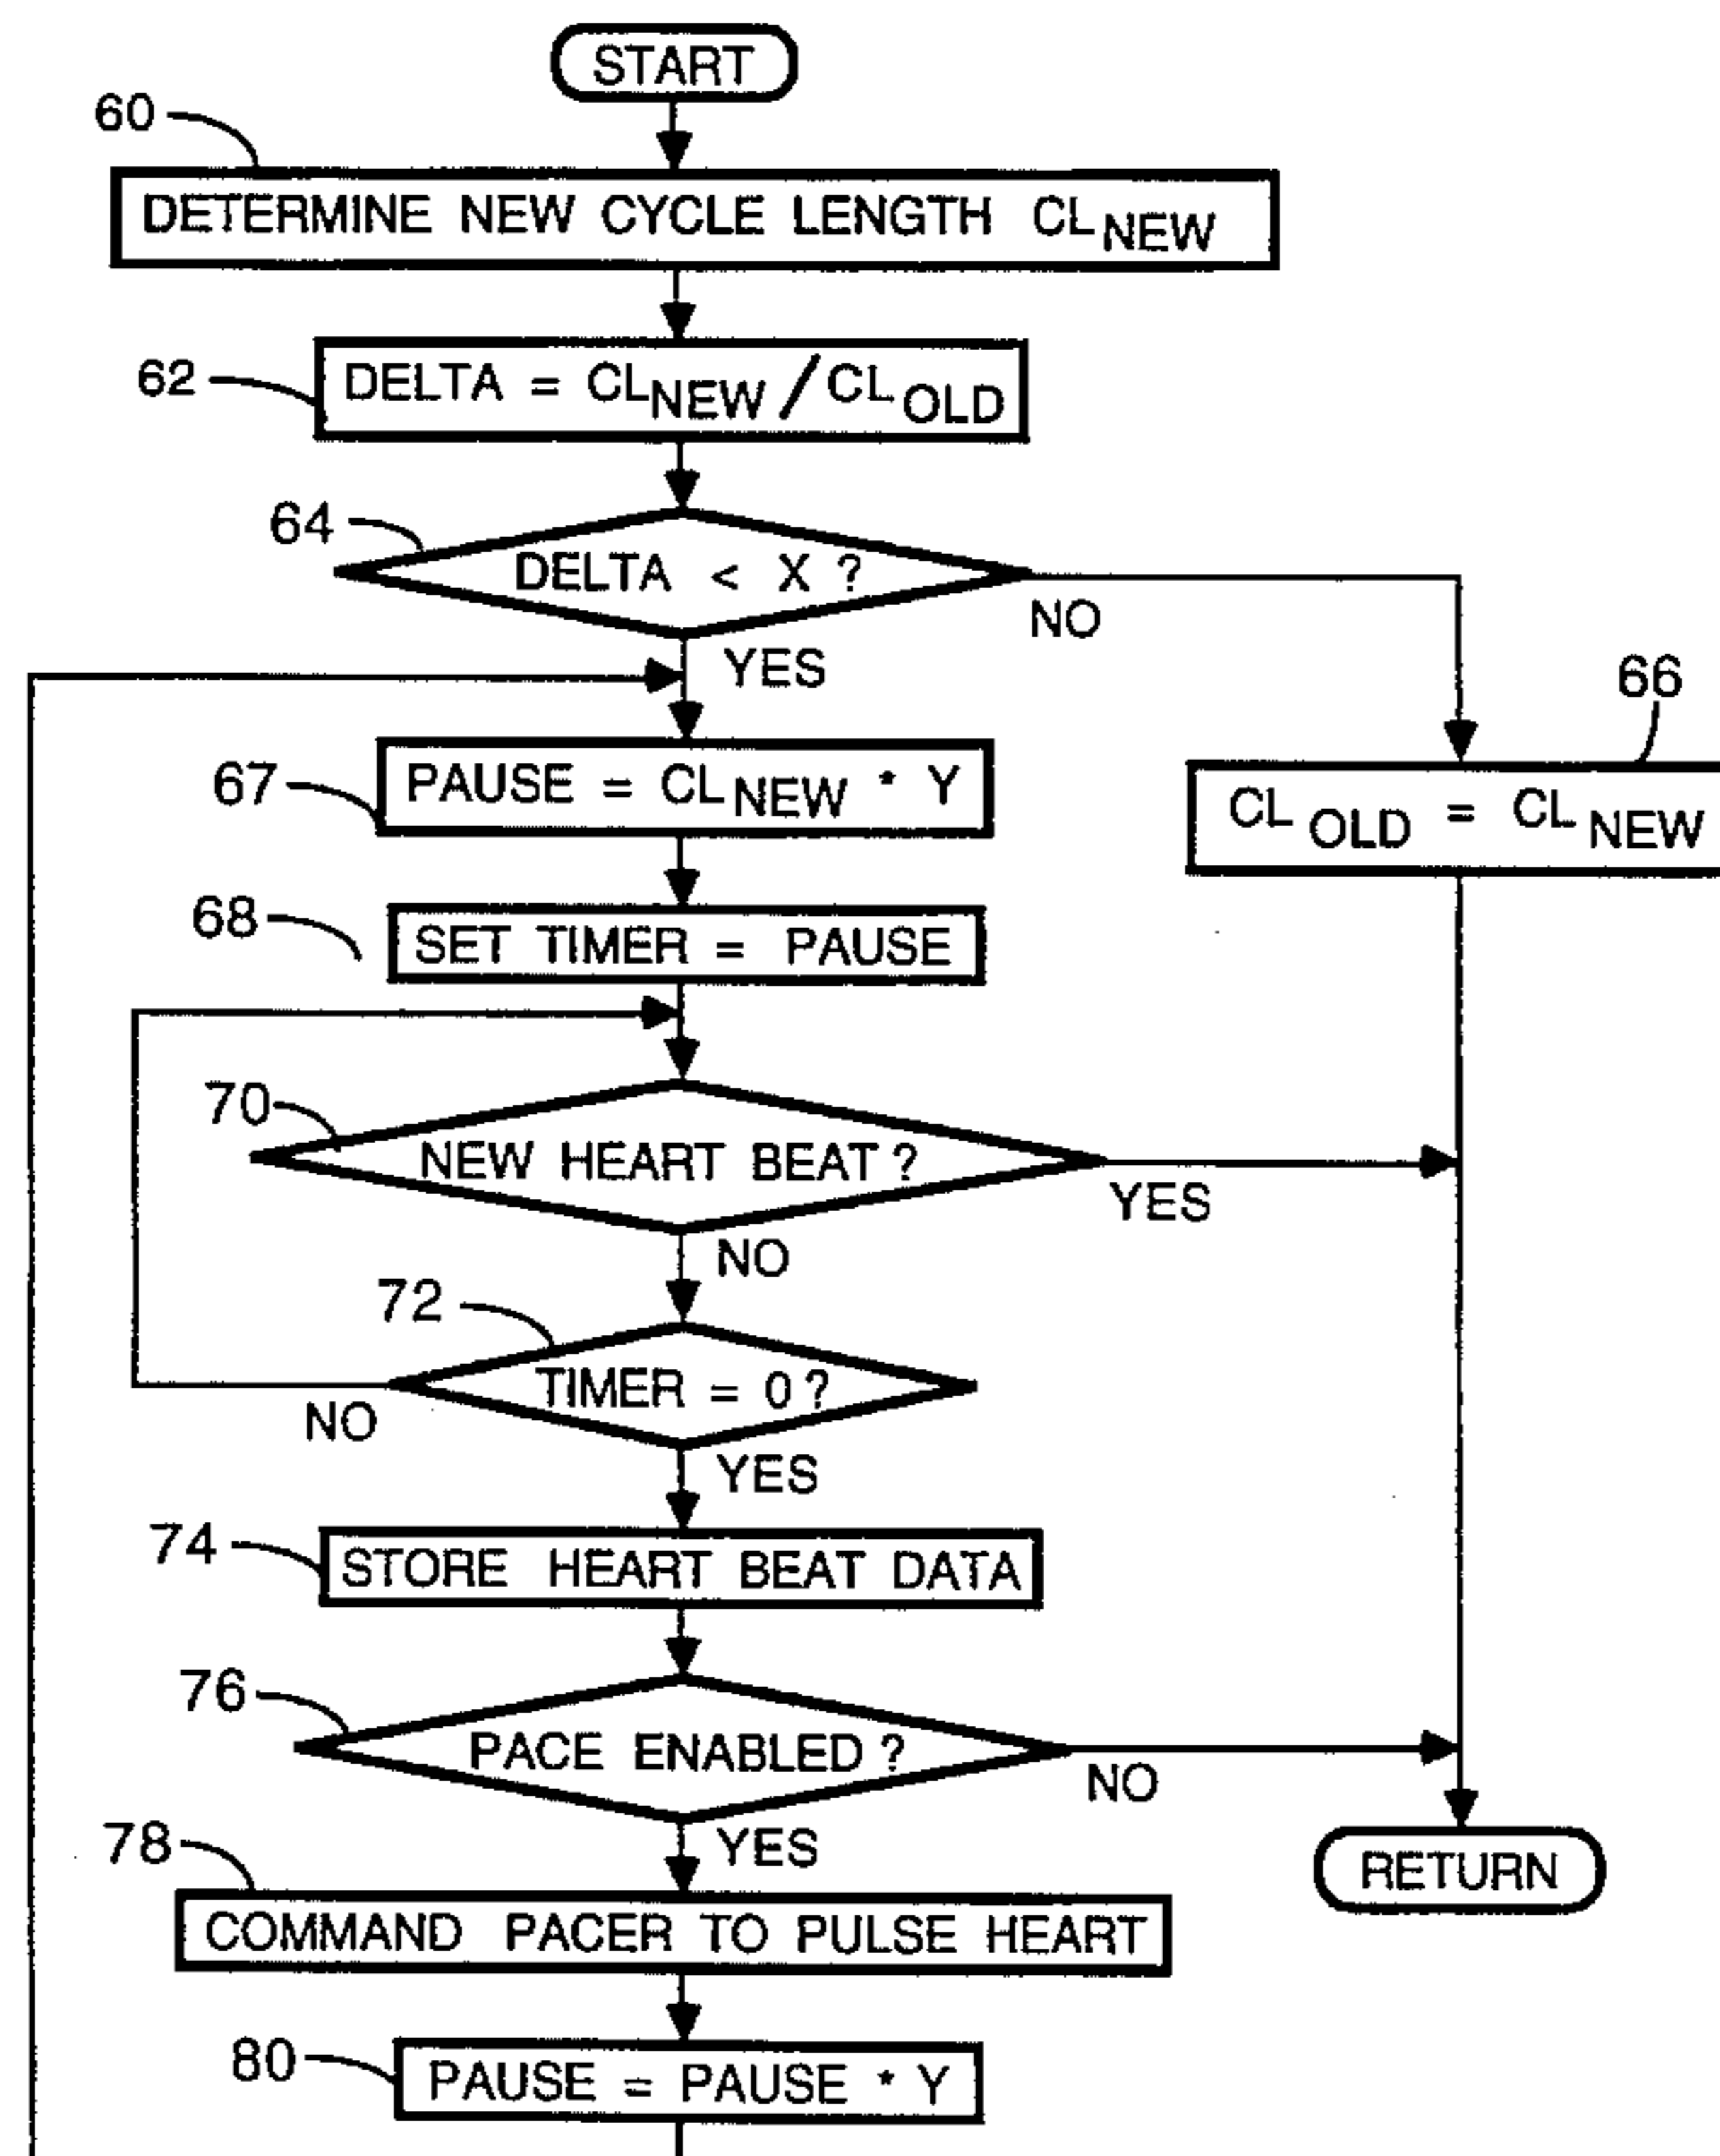 START
60
DETERMINE NEW CYCLE LENGTH CL NEW
62
DELTA = CL NEW / CL OLD
64
DELTA < X ?
NO
YES
66
67
PAUSE = CL NEW * Y
CL OLD = CL NEW
68
SET TIMER = PAUSE
70
NEW HEART BEAT ?
YES
NO
72
TIMER = 0 ?
NO
YES
74
STORE HEART BEAT DATA
76
PACE ENABLED ?
NO
YES
78
RETURN
COMMAND PACER TO PULSE HEART
80
PAUSE = PAUSE * Y